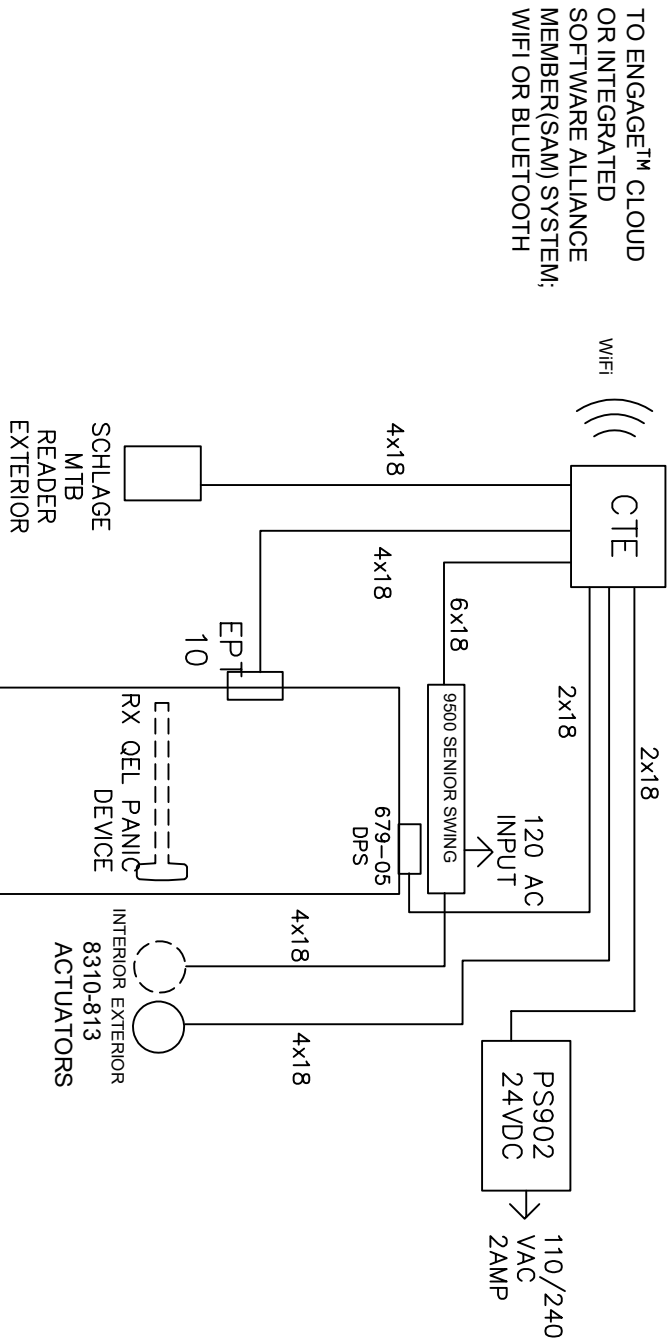 TO ENGAGE™ CLOUD
OR INTEGRATED
SOFTWARE ALLIANCE
MEMBER(SAM) SYSTEM;
WIFI OR BLUETOOTH
WiFi
CTE
2x18
2x18
PS902
24VDC
110/240
VAC
2AMP
120 AC
INPUT
4x18
4x18
6x18
9500 SENIOR SWING
EPT
10
679-05
DPS
4x18
4x18
SCHLAGE
MTB
READER
EXTERIOR
RX QEL PANIC
DEVICE
INTERIOR EXTERIOR
8310-813
ACTUATORS